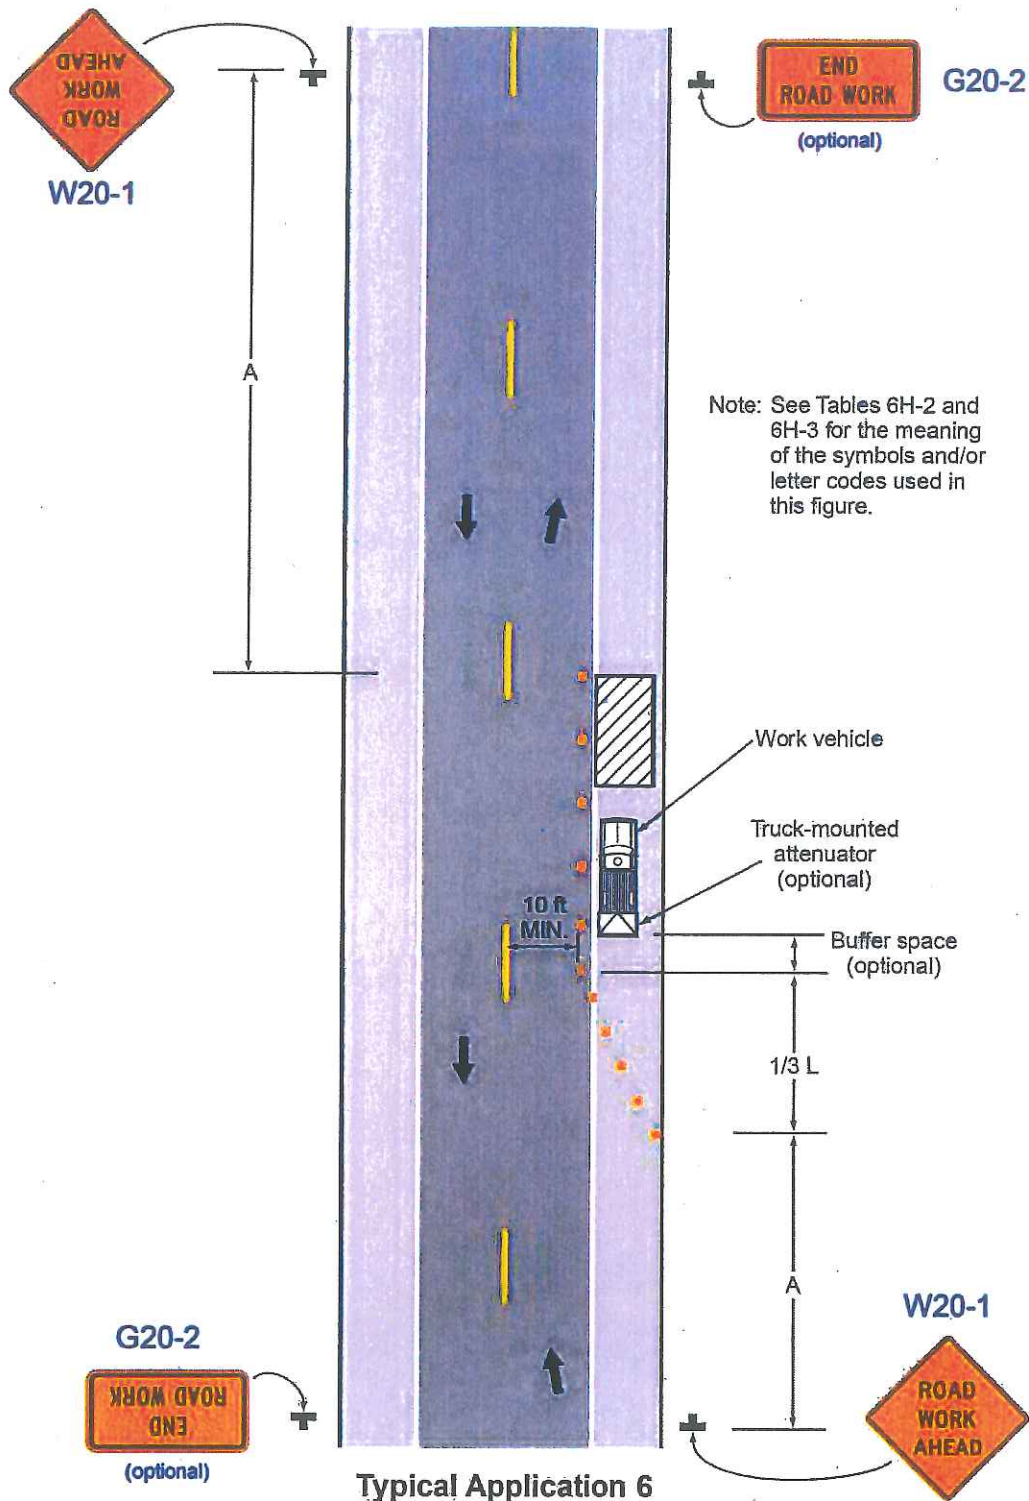 ROAD
WORK
AHEAD
W20-1
END
ROAD WORK
(optional)
G20-2
A
Note: See Tables 6H-2 and
6H-3 for the meaning
of the symbols and/or
letter codes used in
this figure.
Work vehicle
Truck-mounted
attenuator
(optional)
10 ft
MIN.
Buffer space
(optional)
1/3 L
A
W20-1
ROAD
WORK
AHEAD
G20-2
END
ROAD WORK
(optional)
Typical Application 6